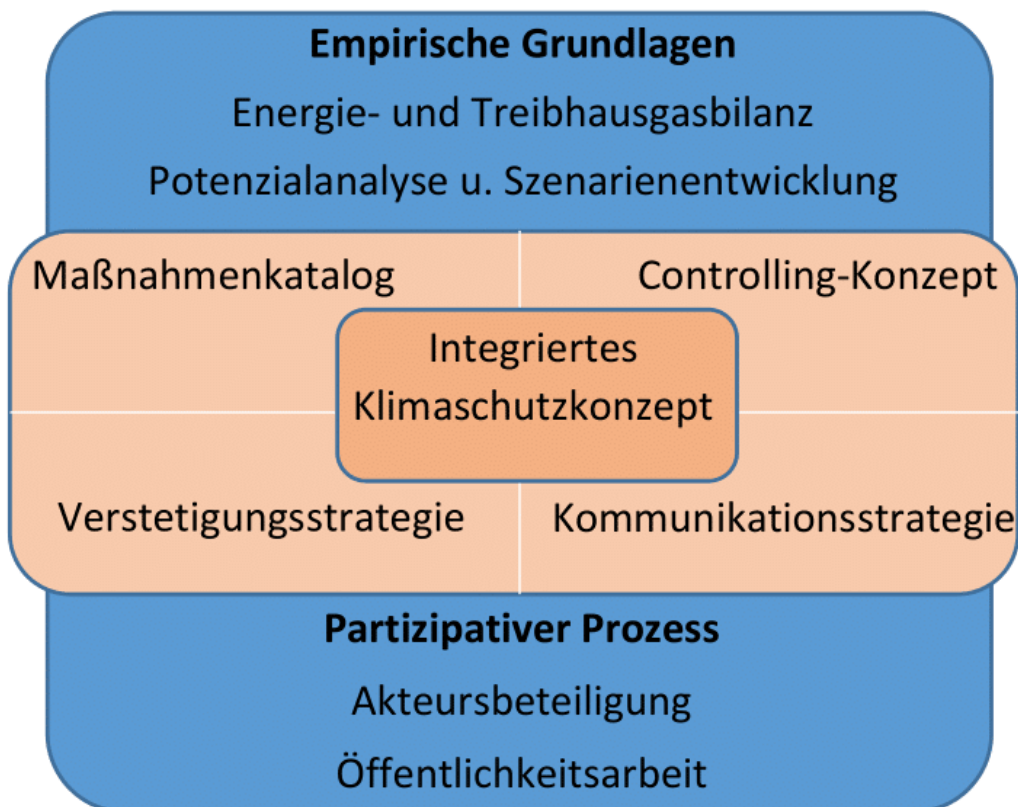 Empirische Grundlagen
Energie- und Treibhausgasbilanz
Potenzialanalyse u. Szenarienentwicklung
Maßnahmenkatalog
Controlling-Konzept
Integriertes
Klimaschutzkonzept
Verstetigungsstrategie
Kommunikationsstrategie
Partizipativer Prozess
Akteursbeteiligung
Öffentlichkeitsarbeit